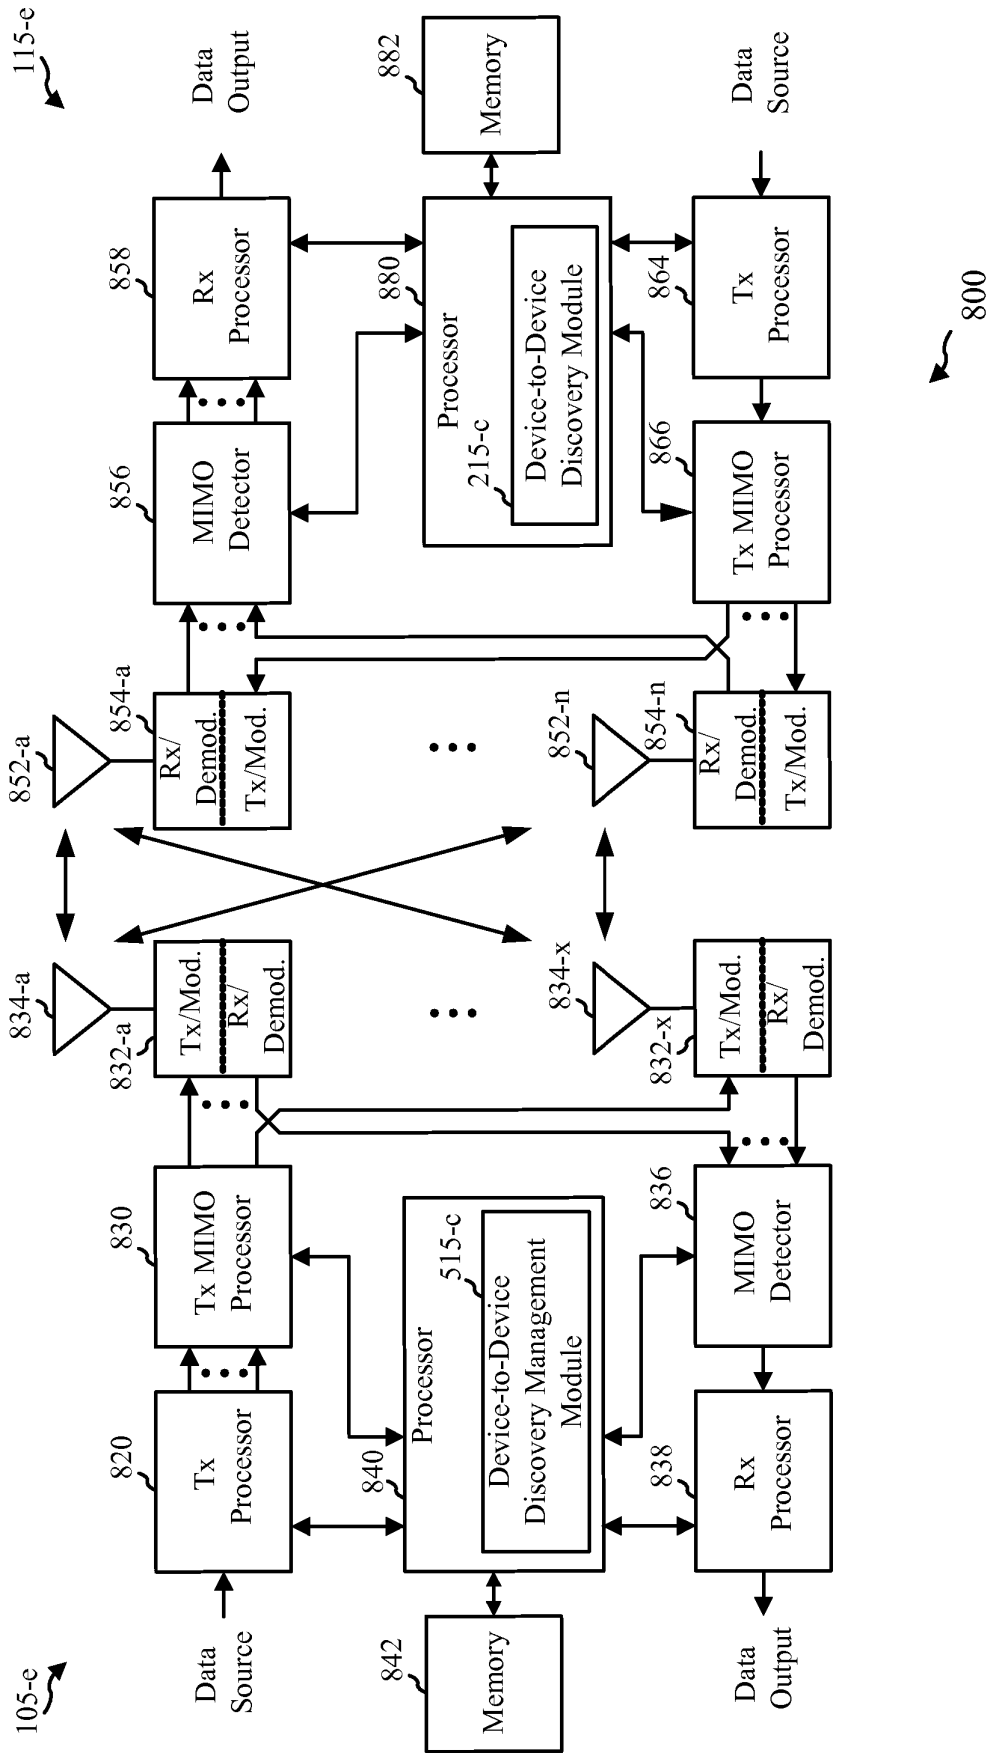 105-e
115-e
Data
Source
820
Tx
Processor
830
Tx MIMO
Processor
832-a
Tx/Mod.
Rx/
Demod.
834-a
852-a
854-a
Rx/
Demod.
Tx/Mod.
856
MIMO
Detector
858
Rx
Processor
Data
Output
842
Memory
840
Processor
515-c
Device-to-Device
Discovery Management
Module
880
Processor
215-c
Device-to-Device
Discovery Module
882
Memory
Data
Output
838
Rx
Processor
836
MIMO
Detector
832-x
Tx/Mod.
Rx/
Demod.
834-x
852-n
854-n
Rx/
Demod.
Tx/Mod.
866
Tx MIMO
Processor
864
Tx
Processor
Data
Source
800